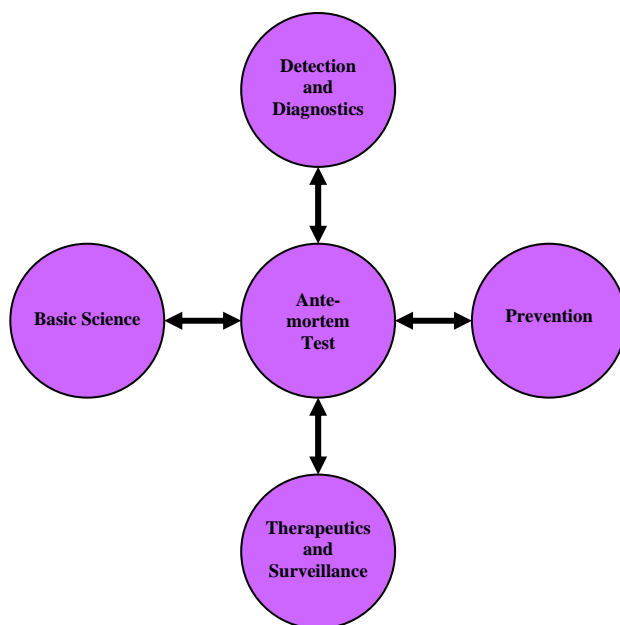 Detection
and
Diagnostics
Basic Science
Ante-
mortem
Test
Prevention
Therapeutics
and
Surveillance